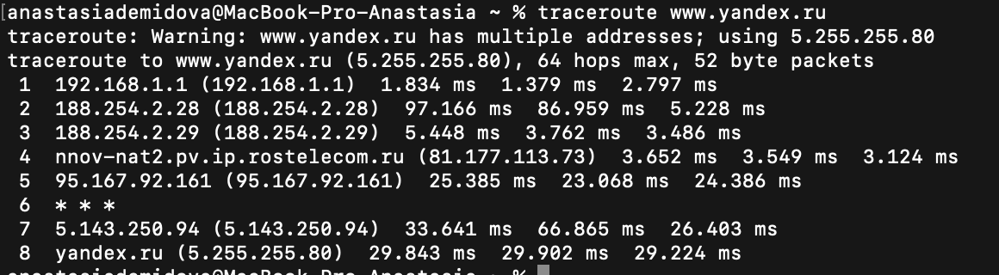 [anastasiademidova@MacBook-Pro-Anastasia ~ % traceroute www.yandex.ru
traceroute: Warning: www.yandex.ru has multiple addresses; using 5.255.255.80
traceroute to www.yandex.ru (5.255.255.80), 64 hops max, 52 byte packets
1 192.168.1.1 (192.168.1.1) 1.834 ms 1.379 ms 2.797 ms
2 188.254.2.28 (188.254.2.28) 97.166 ms 86.959 ms 5.228 ms
3 188.254.2.29 (188.254.2.29) 5.448 ms 3.762 ms 3.486 ms
4 nnov-nat2.pv.ip.rostelecom.ru (81.177.113.73) 3.652 ms 3.549 ms 3.124 ms
5 95.167.92.161 (95.167.92.161) 25.385 ms 23.068 ms 24.386 ms
6 * * *
7 5.143.250.94 (5.143.250.94) 33.641 ms 66.865 ms 26.403 ms
8 yandex.ru (5.255.255.80) 29.843 ms 29.902 ms 29.224 ms
anastasiademidova@MacBook-Pro-Anastasia ~ %